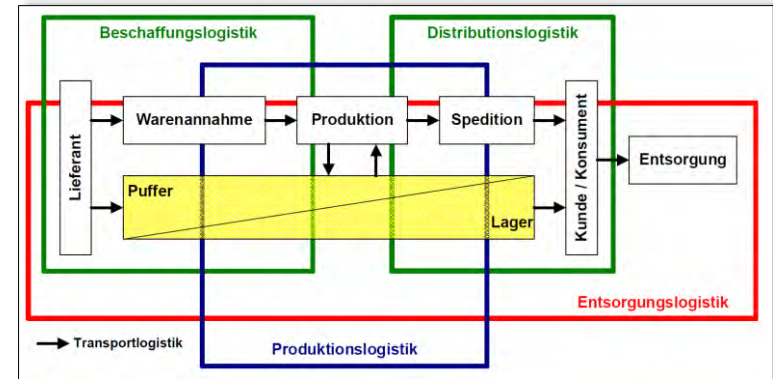 Beschaffungslogistik
Distributionslogistik
Lieferant
Warenannahme
Produktion
Spedition
Kunde / Konsument
Entsorgung
Puffer
Lager
Entsorgungslogistik
Transportlogistik
Produktionslogistik